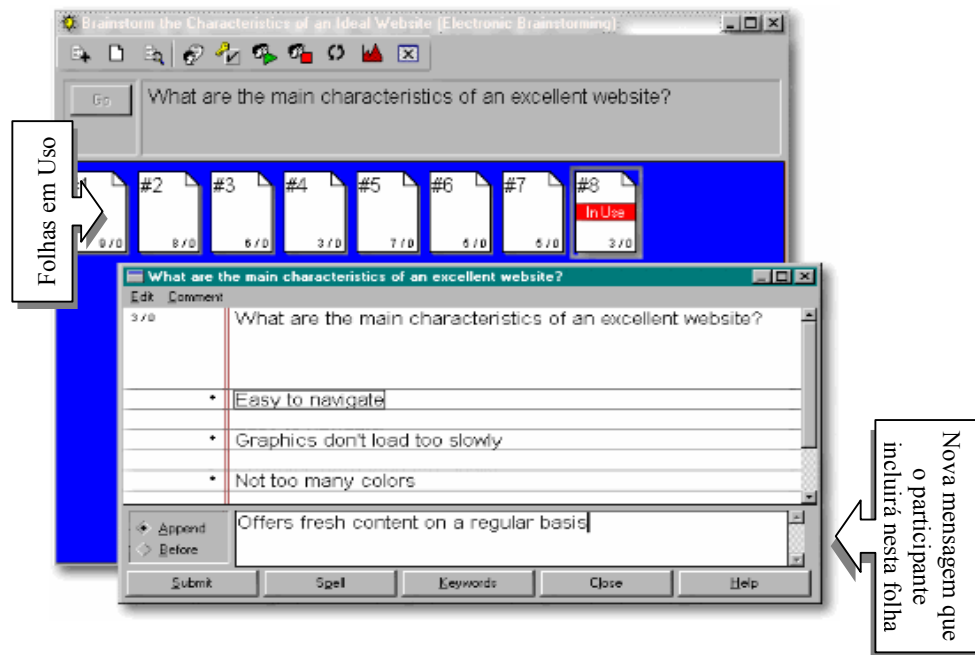 Brainstorm the Characteristics of an Ideal Website (Electronic Brainstorming)
Go
What are the main characteristics of an excellent website?
Folhas em Uso
#2
#3
#4
#5
#6
#7
#8
In Use
8/0
6/0
3/0
7/0
6/0
6/0
3/0
What are the main characteristics of an excellent website?
Edit Comment
3/0
What are the main characteristics of an excellent website?
• Easy to navigate
• Graphics don't load too slowly
• Not too many colors
Append
Before
Offers fresh content on a regular basis
Submit
Spell
Keywords
Close
Help
Nova mensagem que
o participante
incluirá nesta folha